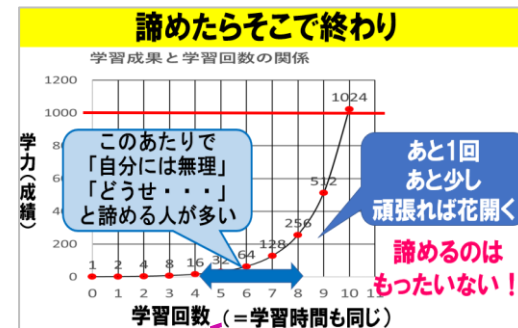 諦めたらそこで終わり
学習成果と学習回数の関係
1200
1000
800
600
400
200
0
学力(成績)
このあたりで
「自分には無理」
「どうせ・・・」
と諦める人が多い
あと1回
あと少し
頑張れば花開く
諦めるのは
もったいない!
1
2
4
8
16
32
64
128
256
512
1024
0 1 2 3 4 5 6 7 8 9 10 11
学習回数(=学習時間も同じ)